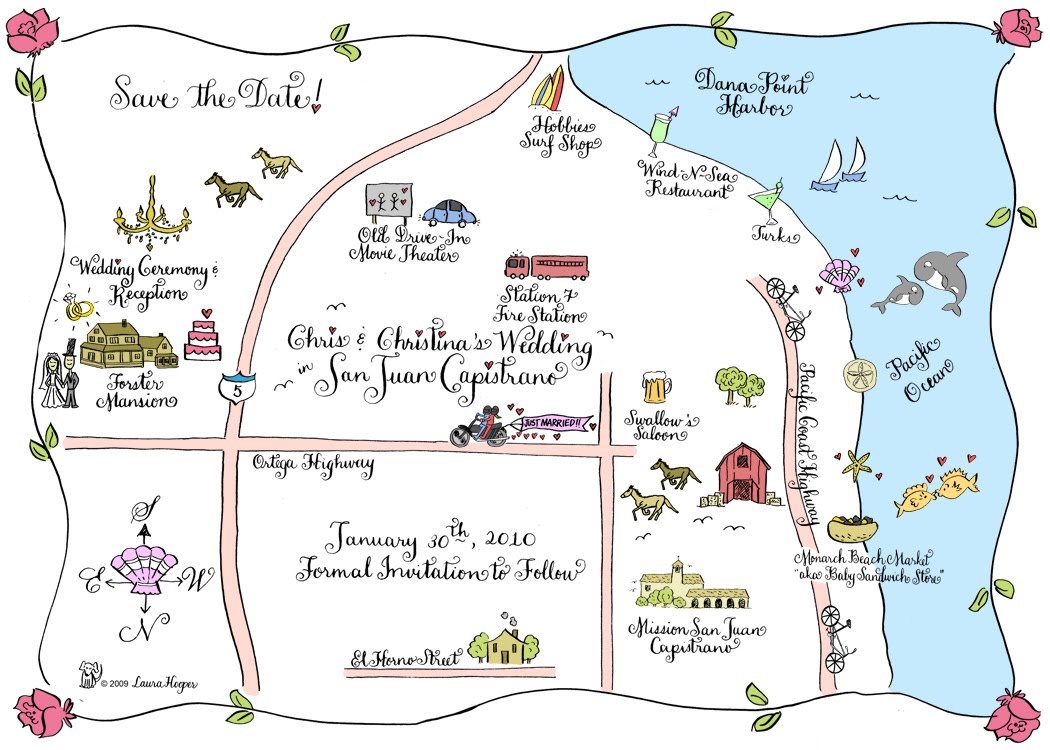 Save the Date!
Dana Point
Harbor
Hobbies
Surf Shop
Wind-N-Sea
Restaurant
Turks
Old Drive-In
Movie Theater
Wedding Ceremony &
Reception
Station 7
Fire Station
Chris & Christina's Wedding
in San Juan Capistrano
Forster
Mansion
5
Pacific
Ocean
Pacific Coast Highway
Swallow's
Saloon
JUST MARRIED!!
Ortega Highway
S
E W
N
January 30th, 2010
Formal Invitation to Follow
Monarch Beach Market
"aka Baby Sandwich Store"
Mission San Juan
Capistrano
El Horno Street
© 2009 Laura Hooper